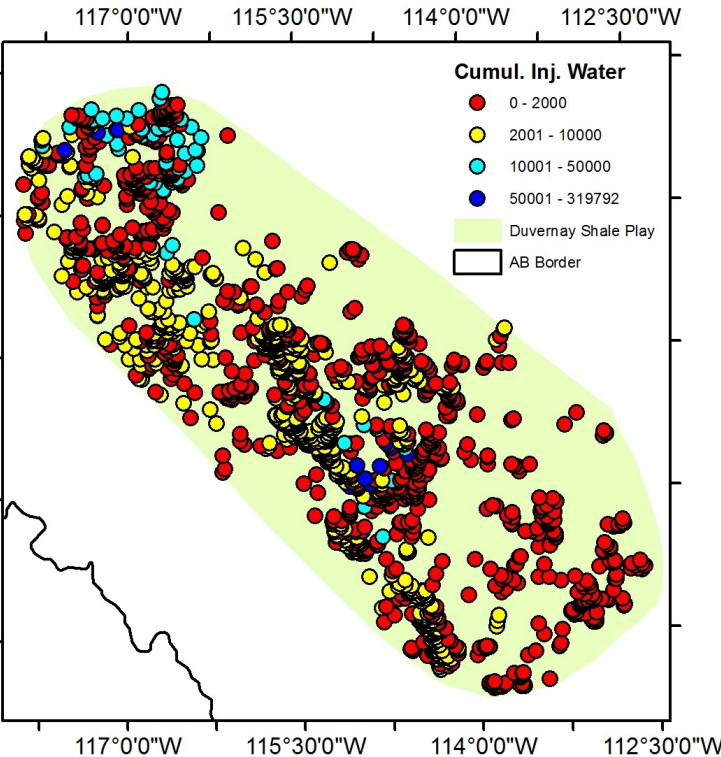 117°0'0"W 115°30'0"W 114°0'0"W 112°30'0"W
Cumul. Inj. Water
0 - 2000
2001 - 10000
10001 - 50000
50001 - 319792
Duvernay Shale Play
AB Border
117°0'0"W 115°30'0"W 114°0'0"W 112°30'0"W